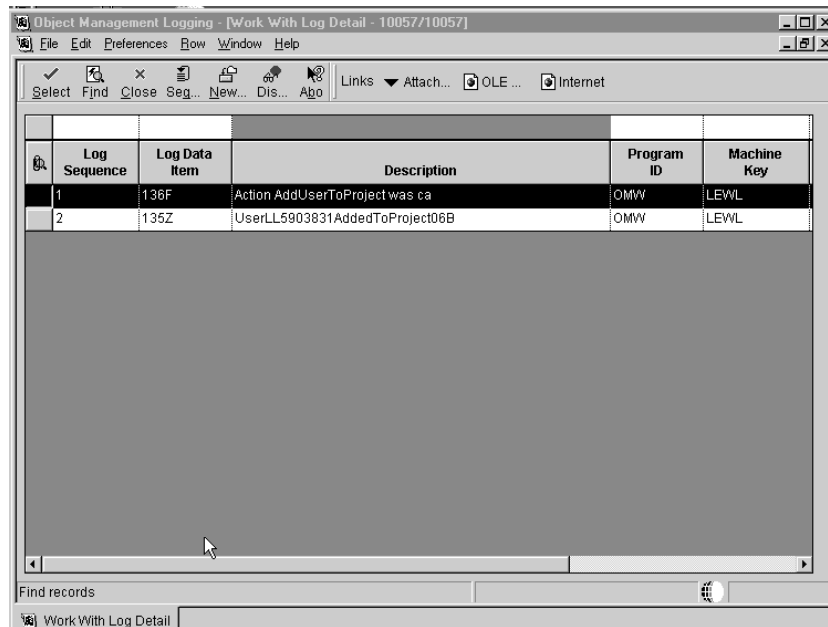 Object Management Logging - [Work With Log Detail - 10057/10057]
File Edit Preferences Row Window Help
Select Find Close Seq... New... Dis... Abo Links Attach... OLE ... Internet
Log Sequence Log Data Item Description Program ID Machine Key
1 136F Action AddUserToProject was ca OMW LEWL
2 135Z UserLL5903831AddedToProject06B OMW LEWL
Find records
Work With Log Detail